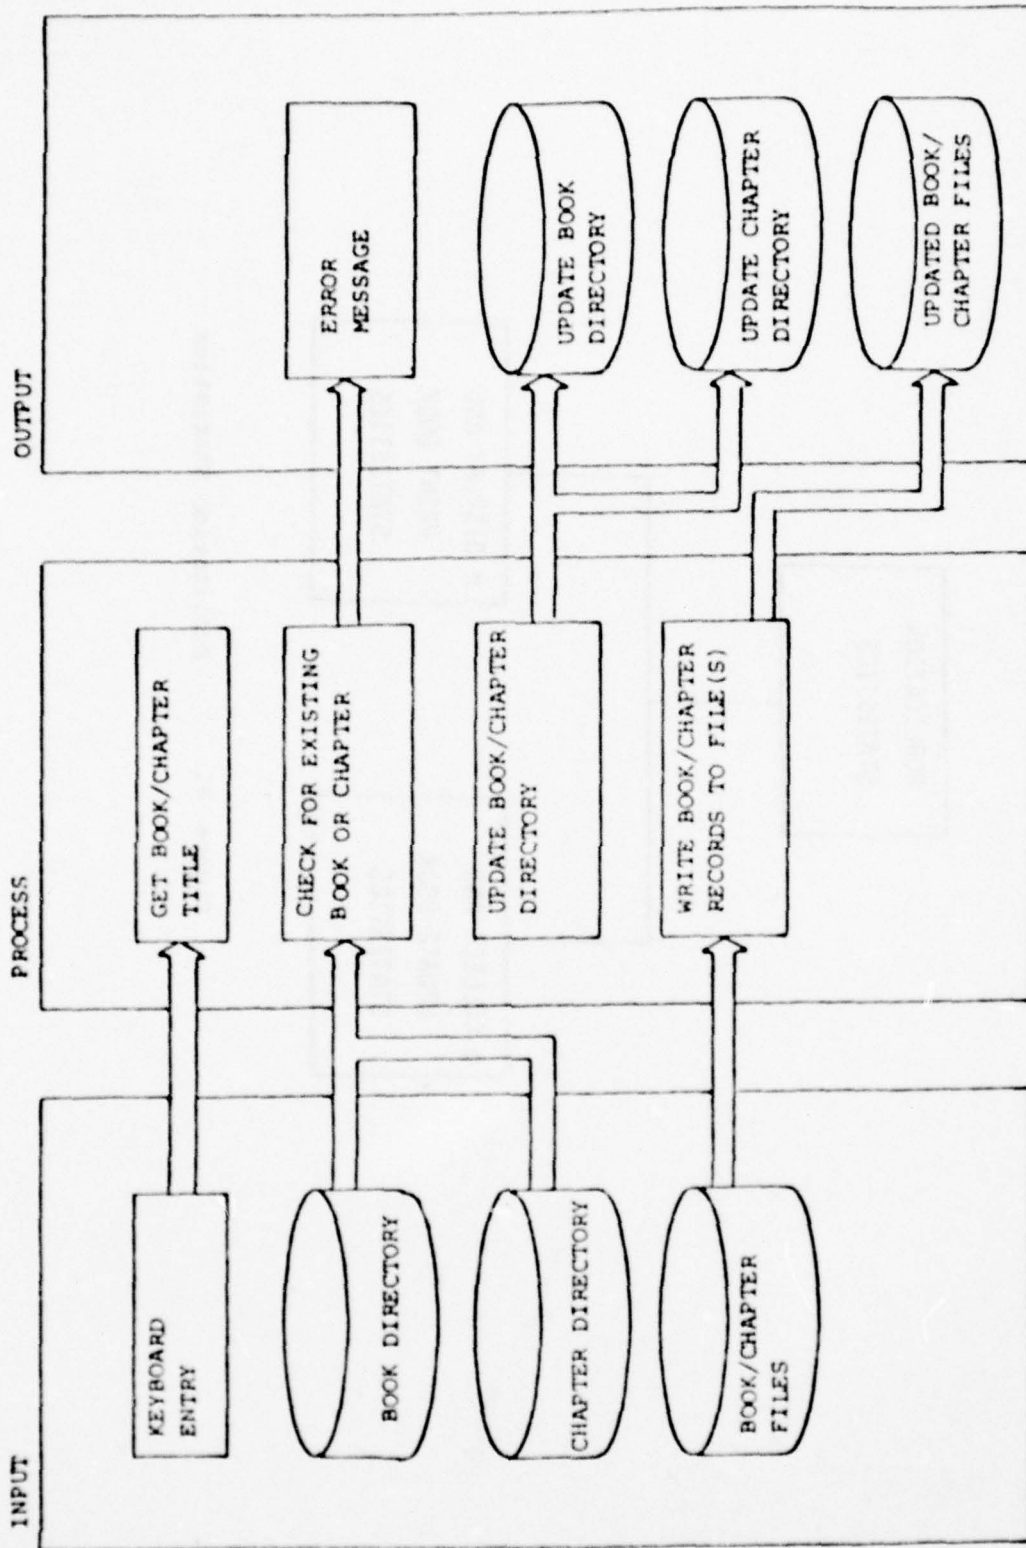 INPUT
KEYBOARD
ENTRY
BOOK DIRECTORY
CHAPTER DIRECTORY
BOOK/CHAPTER
FILES
PROCESS
GET BOOK/CHAPTER
TITLE
CHECK FOR EXISTING
BOOK OR CHAPTER
UPDATE BOOK/CHAPTER
DIRECTORY
WRITE BOOK/CHAPTER
RECORDS TO FILE(S)
OUTPUT
ERROR
MESSAGE
UPDATE BOOK
DIRECTORY
UPDATE CHAPTER
DIRECTORY
UPDATED BOOK/
CHAPTER FILES